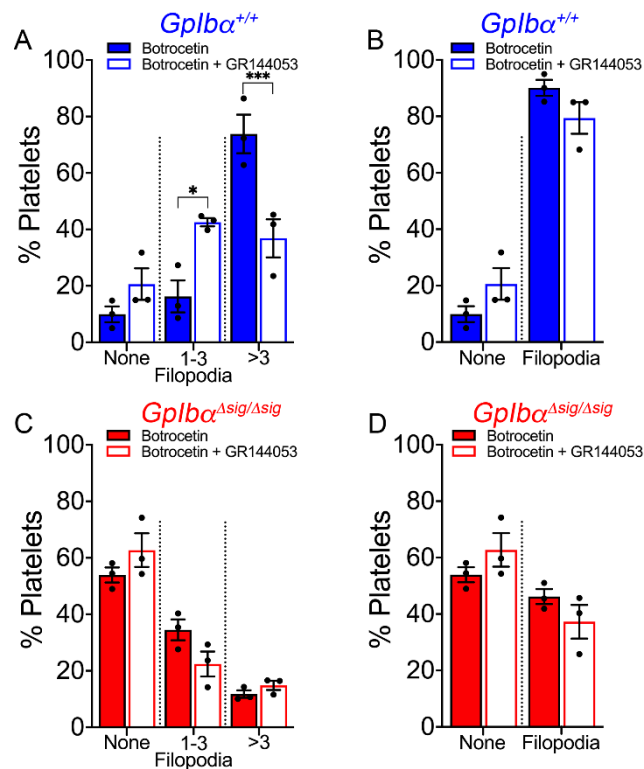 A
GpIbα+/+
Botrocetin
Botrocetin + GR144053
% Platelets
100
80
60
40
20
0
*
***
None
1-3
>3
Filopodia
B
GpIbα+/+
Botrocetin
Botrocetin + GR144053
% Platelets
100
80
60
40
20
0
None
Filopodia
C
GpIbαΔsig/Δsig
Botrocetin
Botrocetin + GR144053
% Platelets
100
80
60
40
20
0
None
1-3
>3
Filopodia
D
GpIbαΔsig/Δsig
Botrocetin
Botrocetin + GR144053
% Platelets
100
80
60
40
20
0
None
Filopodia